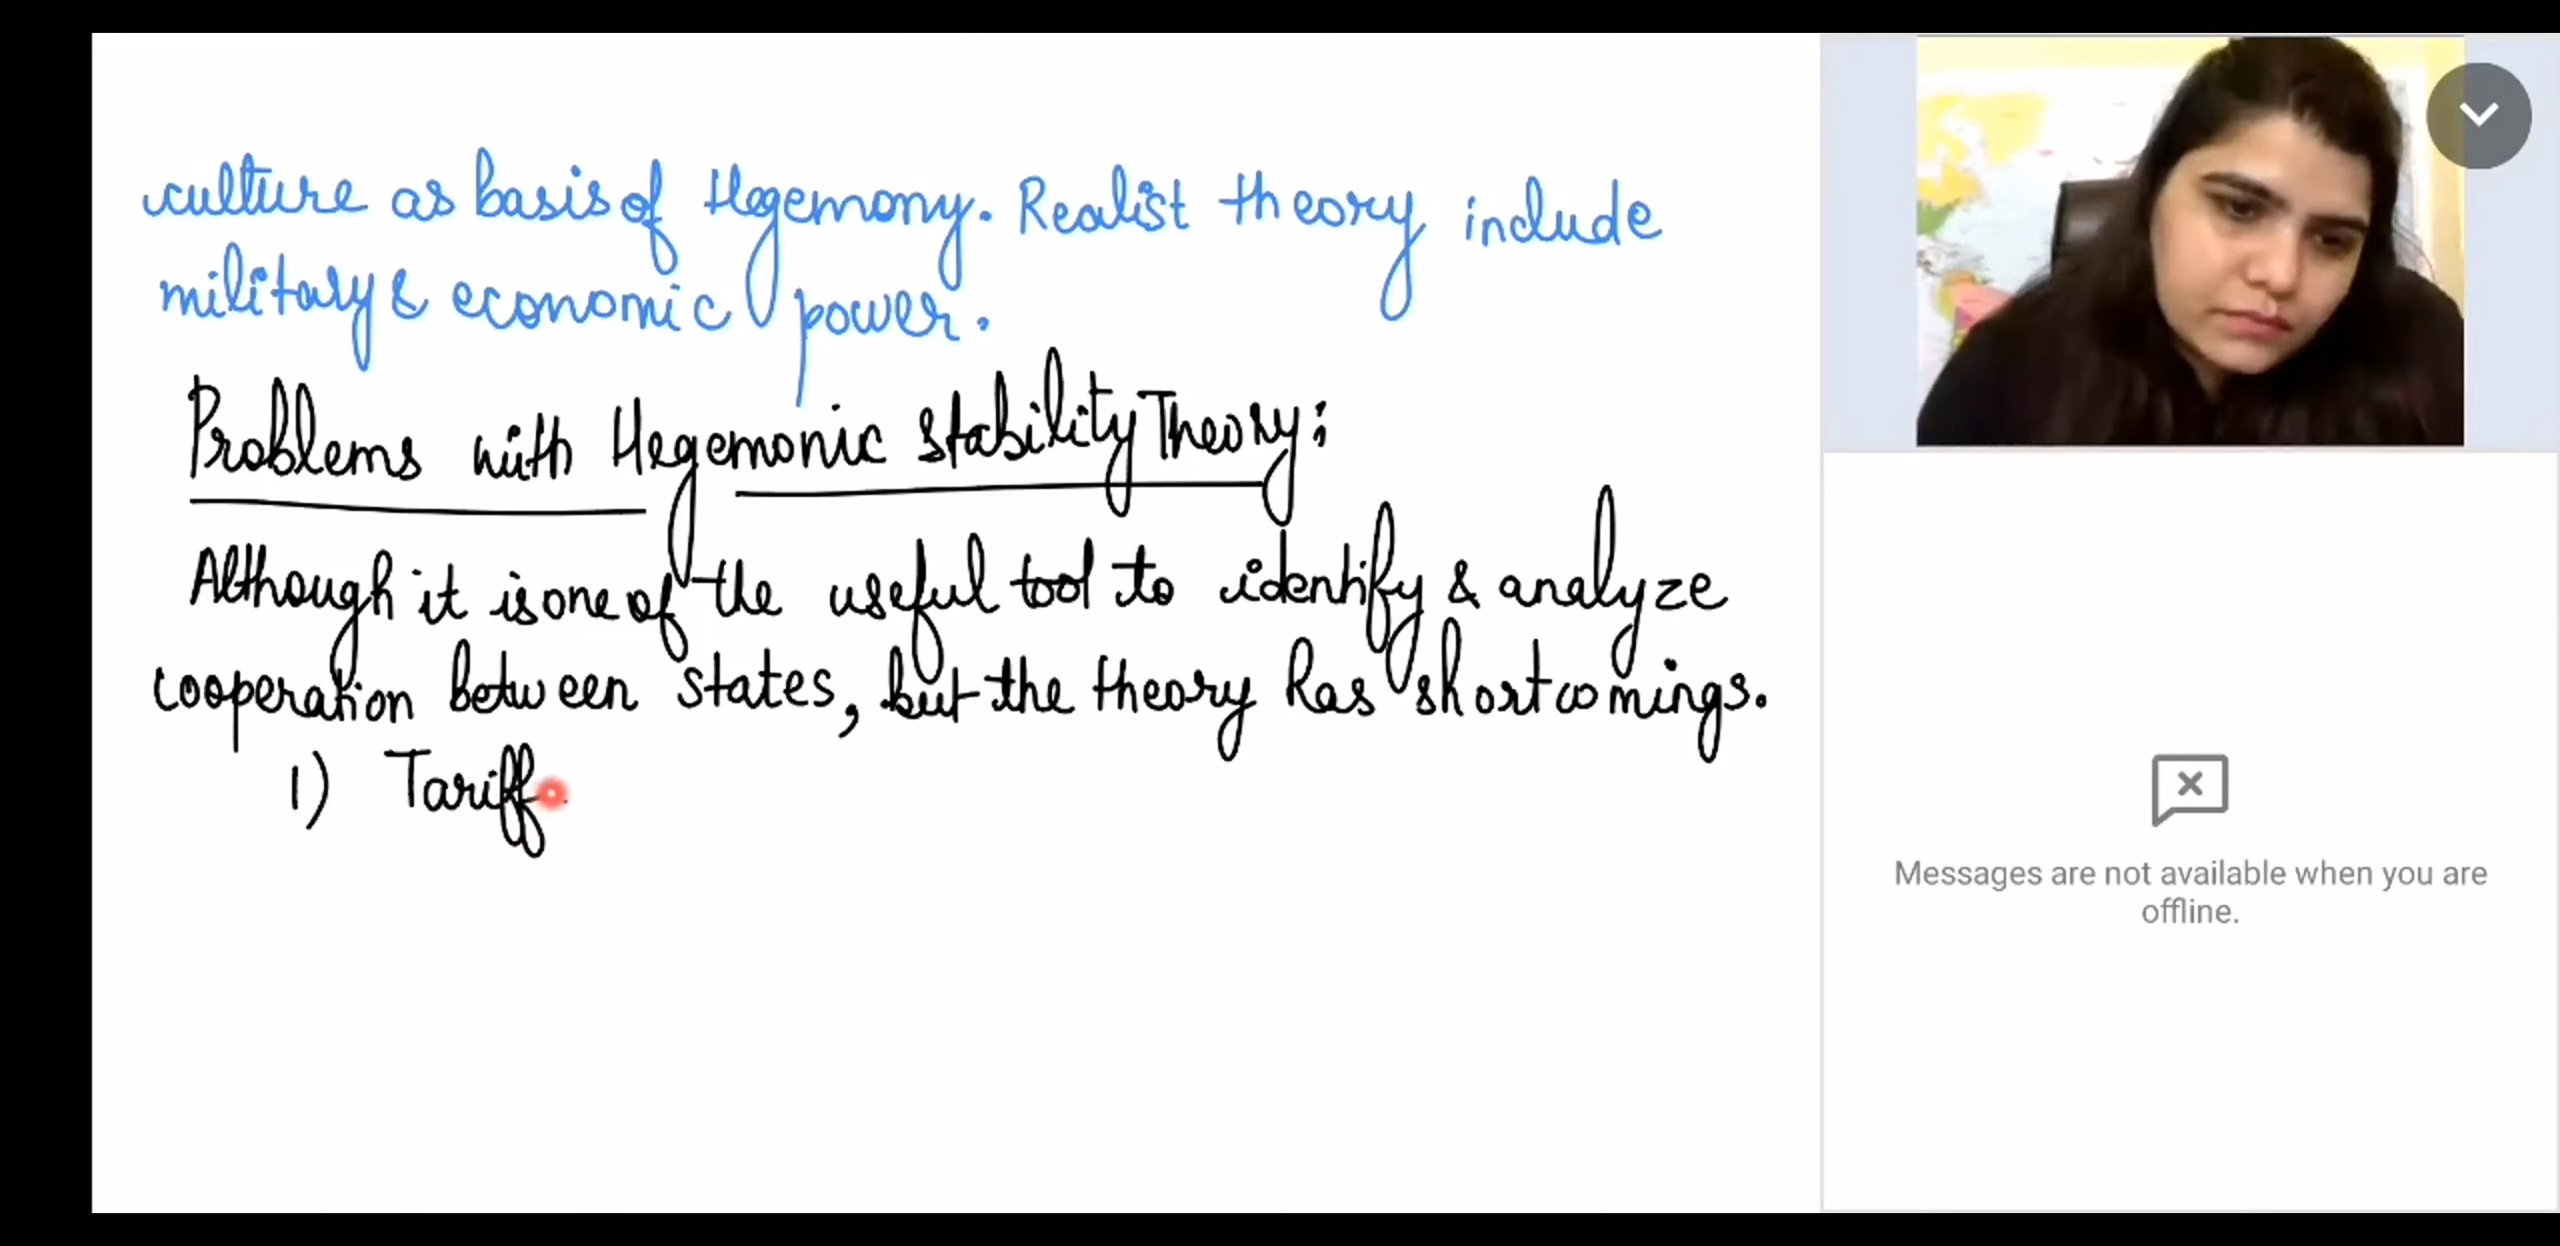 culture as basis of Hegemony. Realist theory include
military & economic power.
Problems with Hegemonic Stability Theory:
Although it is one of the useful tool to identify & analyze
cooperation between states, but the theory has shortcomings.
1) Tariff
Messages are not available when you are
offline.